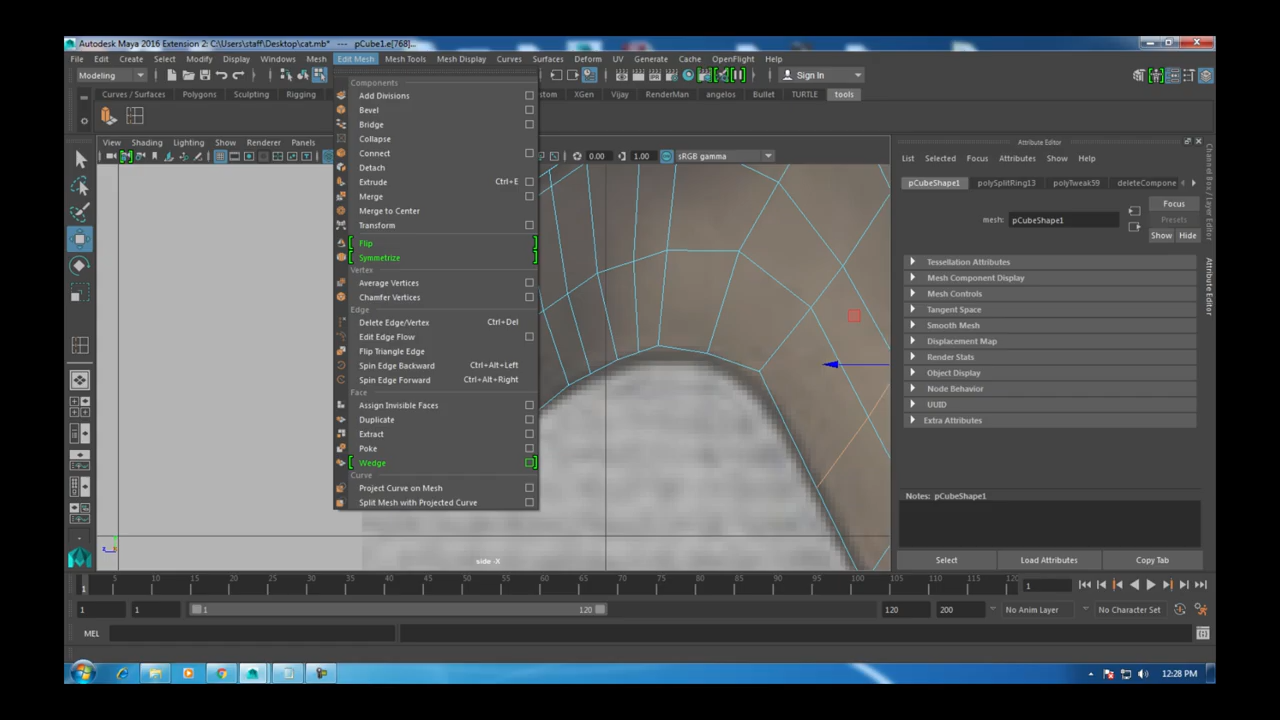 Autodesk Maya 2016 Extension 2: C:\Users\staff\Desktop\cat.mb* --- pCube1.e[768]...
File Edit Create Select Modify Display Windows Mesh Edit Mesh Mesh Tools Mesh Display Curves Surfaces Deform UV Generate Cache OpenFlight Help
Modeling Sign In
Curves / Surfaces Polygons Sculpting Rigging XGen Vijay RenderMan angelos Bullet TURTLE tools
View Shading Lighting Show Renderer Panels
0.00 1.00 sRGB gamma
Components
Add Divisions
Bevel
Bridge
Collapse
Connect
Detach
Extrude Ctrl+E
Merge
Merge to Center
Transform
Flip
Symmetrize
Vertex
Average Vertices
Chamfer Vertices
Edge
Delete Edge/Vertex Ctrl+Del
Edit Edge Flow
Flip Triangle Edge
Spin Edge Backward Ctrl+Alt+Left
Spin Edge Forward Ctrl+Alt+Right
Face
Assign Invisible Faces
Duplicate
Extract
Poke
Wedge
Curve
Project Curve on Mesh
Split Mesh with Projected Curve
side -X
Attribute Editor
List Selected Focus Attributes Show Help
pCubeShape1 polySplitRing13 polyTweak59 deleteCompone
Focus
Presets
mesh: pCubeShape1
Show Hide
Tessellation Attributes
Mesh Component Display
Mesh Controls
Tangent Space
Smooth Mesh
Displacement Map
Render Stats
Object Display
Node Behavior
UUID
Extra Attributes
Notes: pCubeShape1
Select Load Attributes Copy Tab
Channel Box / Layer Editor
Attribute Editor
1 5 10 15 20 25 30 35 40 45 50 55 60 65 70 75 80 85 90 95 100 105 110 115 1
1 1 1 120 120 200 No Anim Layer No Character Set
MEL
12:28 PM